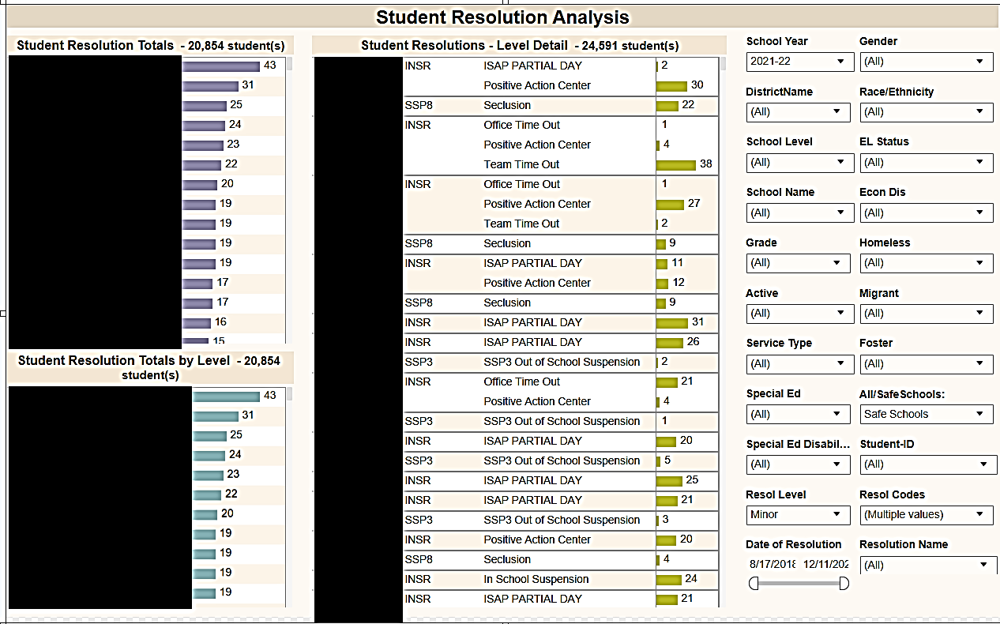 Student Resolution Analysis
Student Resolution Totals - 20,854 student(s)
43
31
25
24
23
22
20
19
19
19
19
17
17
16
15
Student Resolution Totals by Level - 20,854
student(s)
43
31
25
24
23
22
20
19
19
19
19
Student Resolutions - Level Detail - 24,591 student(s)
INSR ISAP PARTIAL DAY 2
Positive Action Center 30
SSP8 Seclusion 22
INSR Office Time Out 1
Positive Action Center 4
Team Time Out 38
INSR Office Time Out 1
Positive Action Center 27
Team Time Out 2
SSP8 Seclusion 9
INSR ISAP PARTIAL DAY 11
Positive Action Center 12
SSP8 Seclusion 9
INSR ISAP PARTIAL DAY 31
INSR ISAP PARTIAL DAY 26
SSP3 SSP3 Out of School Suspension 2
INSR Office Time Out 21
Positive Action Center 4
SSP3 SSP3 Out of School Suspension 1
INSR ISAP PARTIAL DAY 20
SSP3 SSP3 Out of School Suspension 5
INSR ISAP PARTIAL DAY 25
INSR ISAP PARTIAL DAY 21
SSP3 SSP3 Out of School Suspension 3
INSR Positive Action Center 20
SSP8 Seclusion 4
INSR In School Suspension 24
INSR ISAP PARTIAL DAY 21
School Year Gender
2021-22 (All)
DistrictName Race/Ethnicity
(All) (All)
School Level EL Status
(All) (All)
School Name Econ Dis
(All) (All)
Grade Homeless
(All) (All)
Active Migrant
(All) (All)
Service Type Foster
(All) (All)
Special Ed All/SafeSchools:
(All) Safe Schools
Special Ed Disabil... Student-ID
(All) (All)
Resol Level Resol Codes
Minor (Multiple values)
Date of Resolution Resolution Name
8/17/2018 12/11/202 (All)